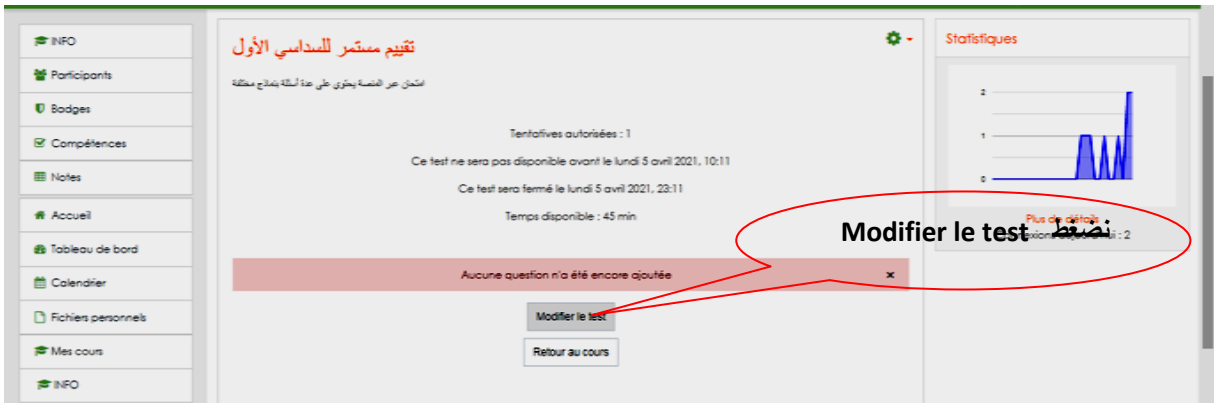 INFO
Participants
Badges
Compétences
Notes
Accueil
Tableau de bord
Calendrier
Fichiers personnels
Mes cours
INFO
تقييم مستمر للسداسي الأول
امتحان عبر المنصة يحتوي على عدة أسئلة بنماذج مختلفة
Tentatives autorisées : 1
Ce test ne sera pas disponible avant le lundi 5 avril 2021, 10:11
Ce test sera fermé le lundi 5 avril 2021, 23:11
Temps disponible : 45 min
Aucune question n'a été encore ajoutée ×
Modifier le test
Retour au cours
Statistiques
2
1
0
Plus de détails
: 2
نضغط Modifier le test